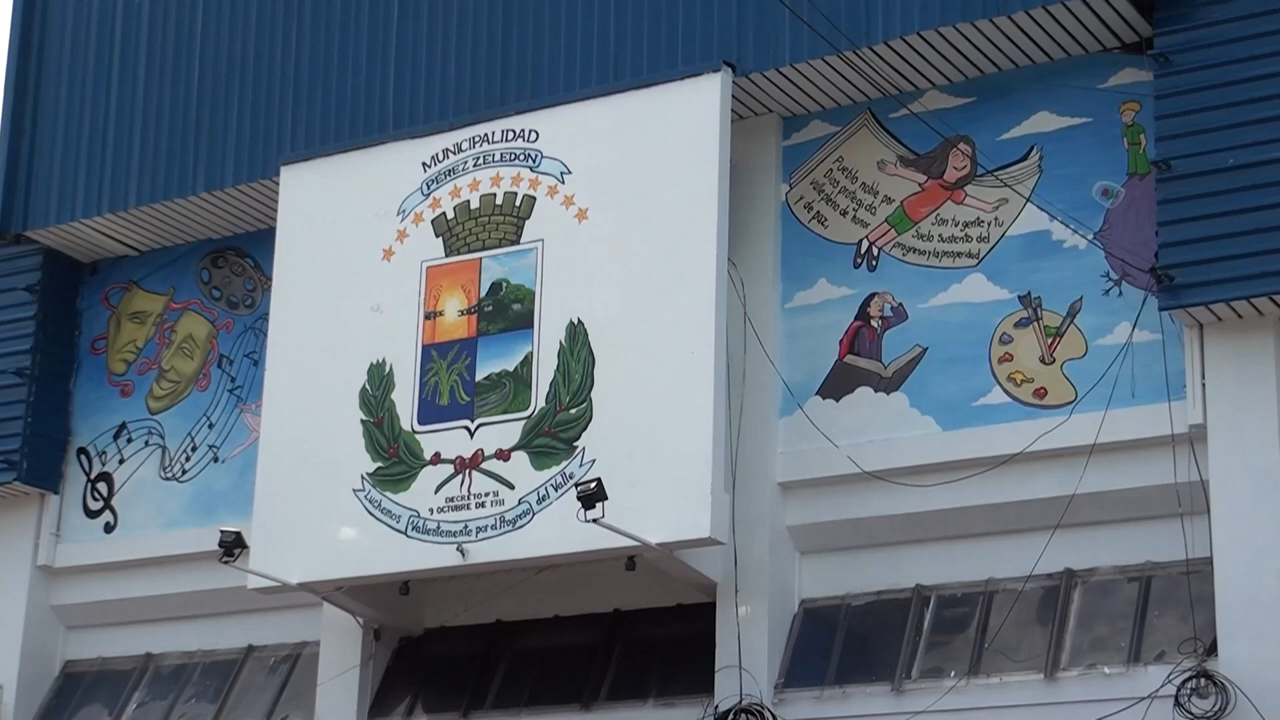 MUNICIPALIDAD
PÉREZ ZELEDÓN
DECRETO # 31
9 OCTUBRE DE 1931
Luchemos Valientemente por el Progreso del Valle
Pueblo noble por
Dios protegido,
Valle pleno de honor
y de paz,
Son tu gente y tu
Suelo sustento del
progreso y la prosperidad